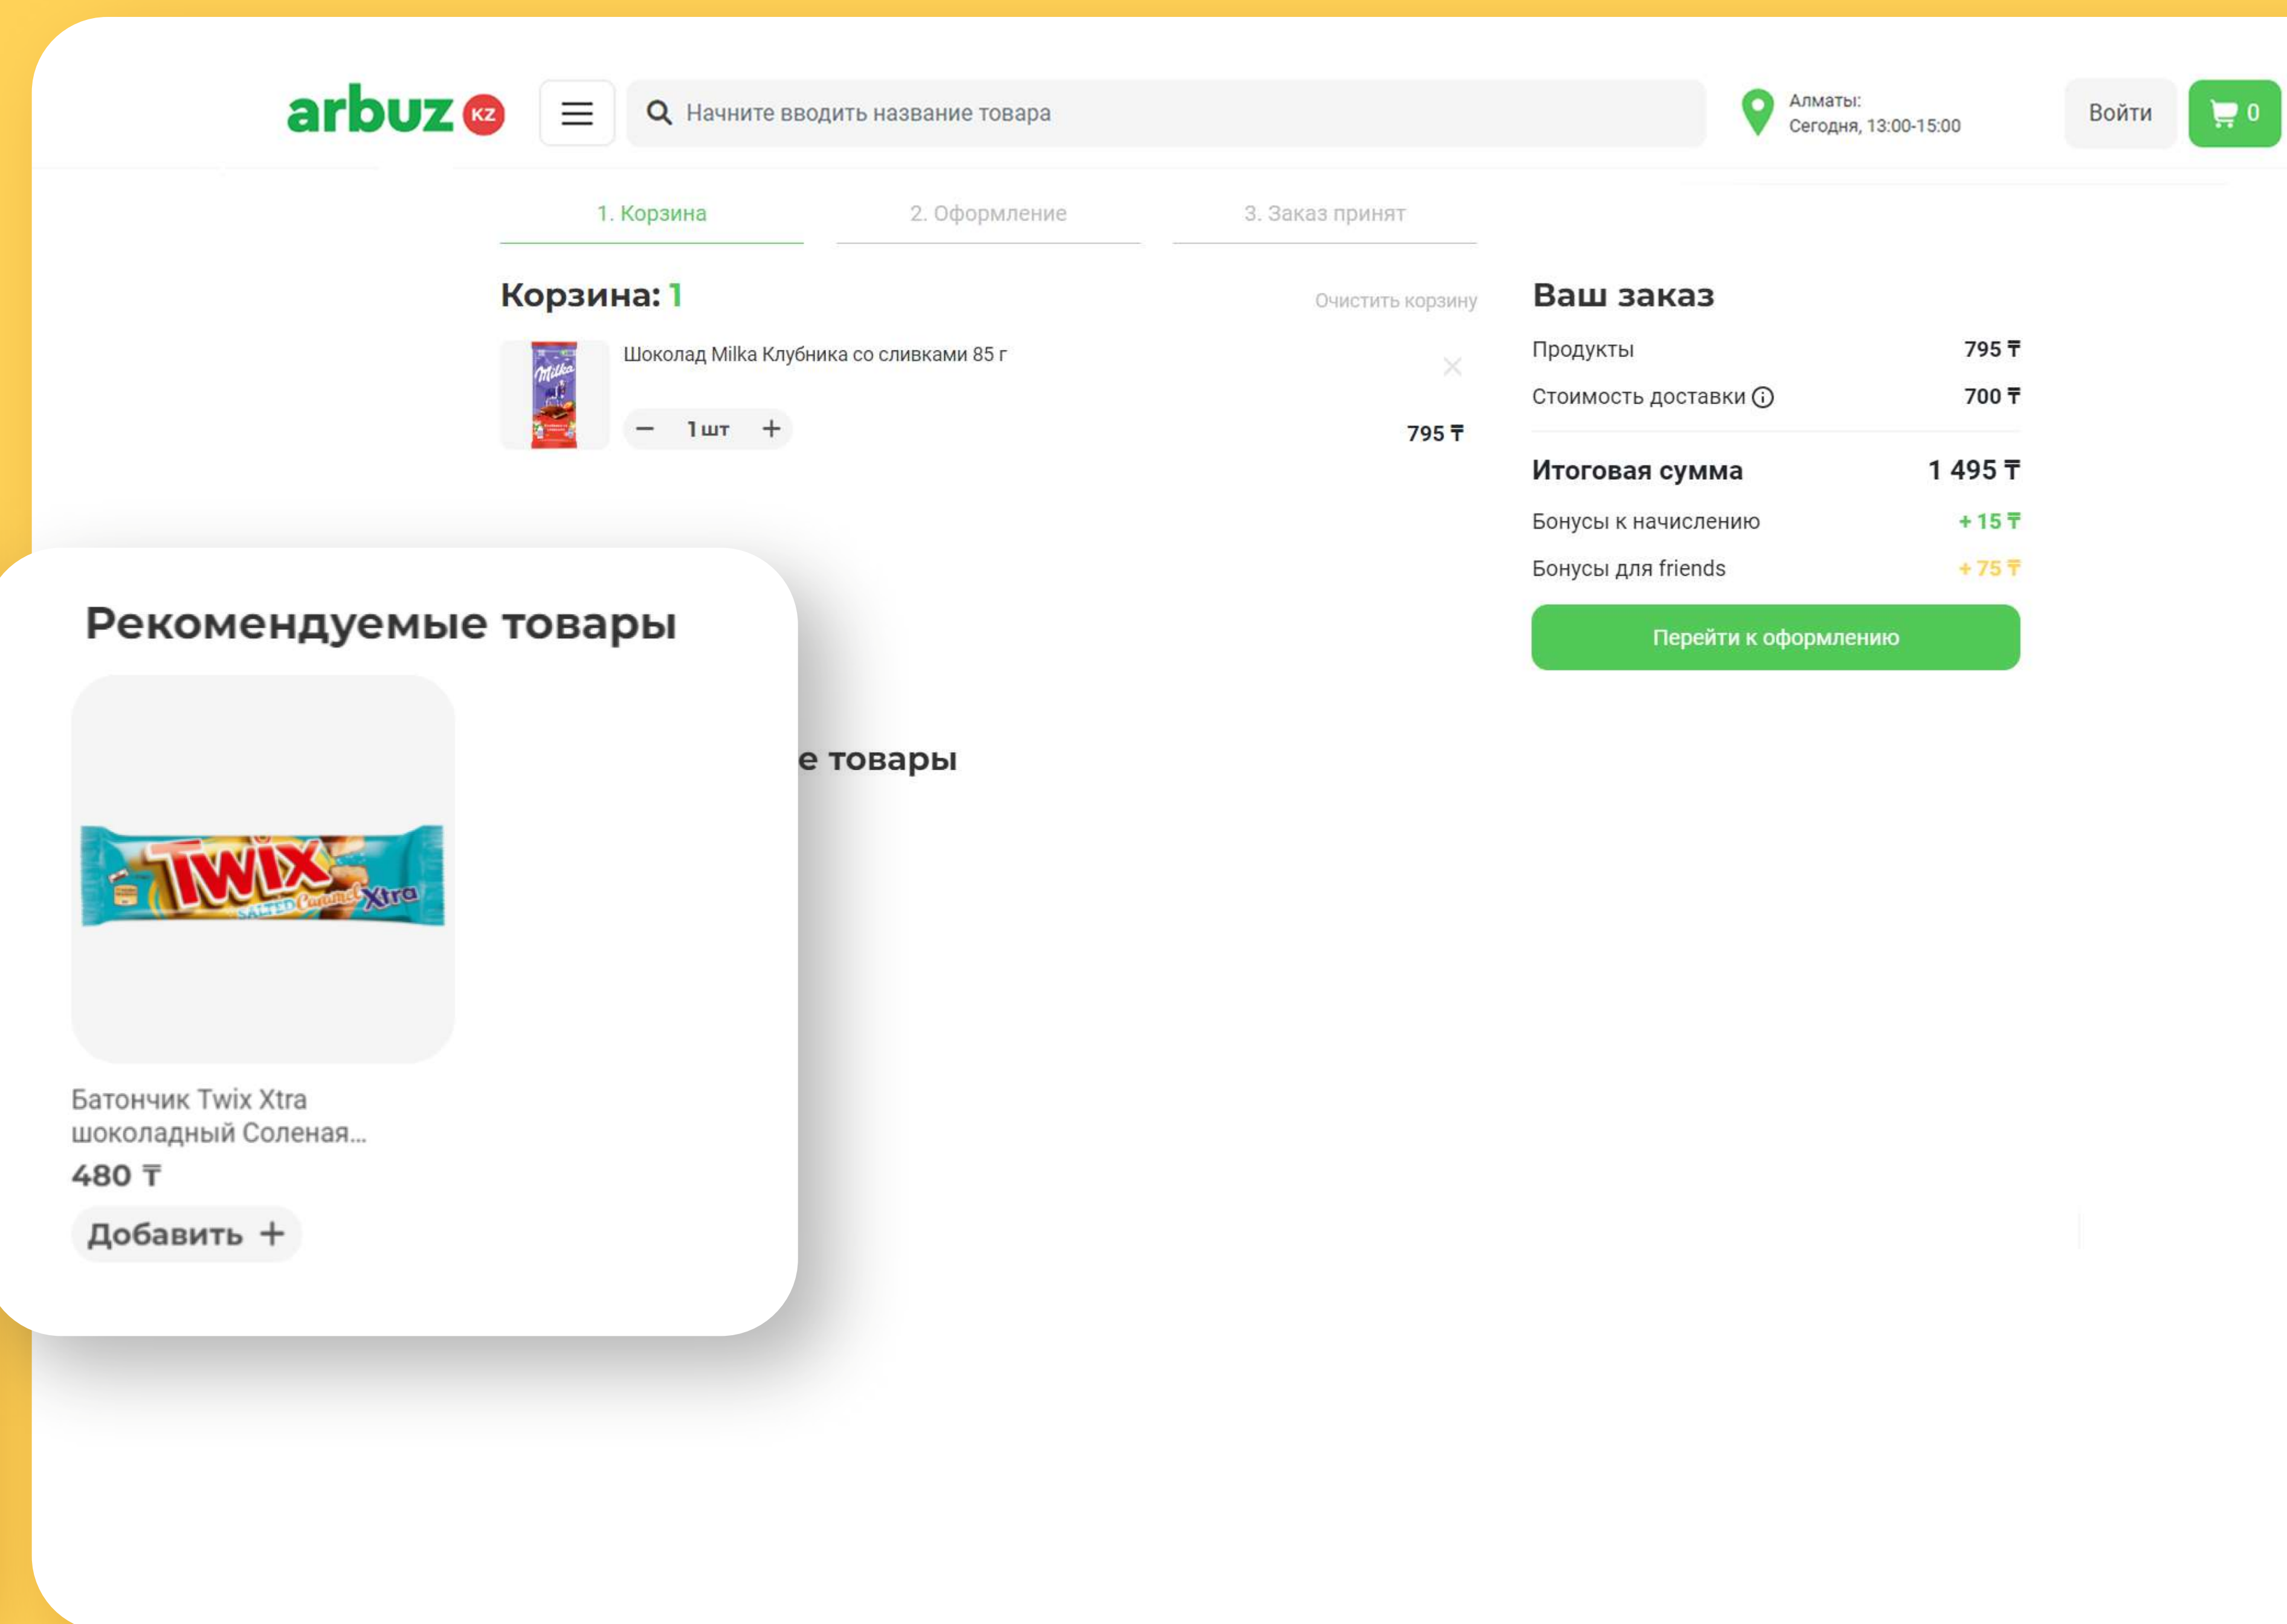 arbuz KZ
Начните вводить название товара
Алматы:
Сегодня, 13:00-15:00
Войти
0
1. Корзина
2. Оформление
3. Заказ принят
Корзина: 1
Очистить корзину
Milka
Шоколад Milka Клубника со сливками 85 г
1 шт
795 ₸
Ваш заказ
Продукты 795 ₸
Стоимость доставки 700 ₸
Итоговая сумма 1 495 ₸
Бонусы к начислению + 15 ₸
Бонусы для friends + 75 ₸
Перейти к оформлению
е товары
Рекомендуемые товары
TWIX
SALTED Caramel Xtra
Батончик Twix Xtra
шоколадный Соленая...
480 ₸
Добавить +